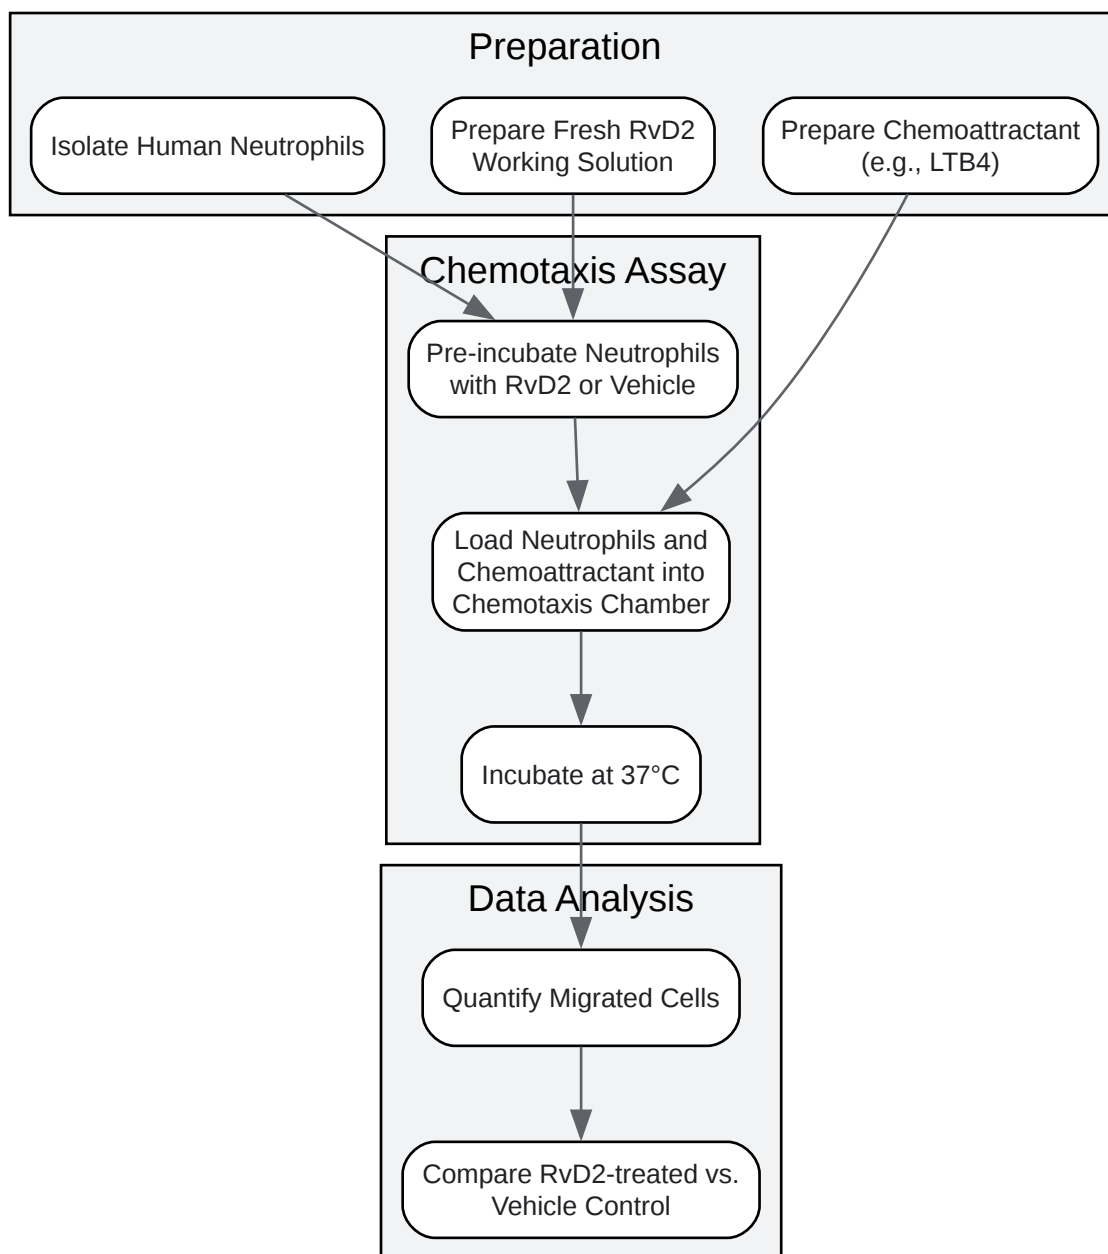 Preparation
Isolate Human Neutrophils
Prepare Fresh RvD2
Working Solution
Prepare Chemoattractant
(e.g., LTB4)
Chemotaxis Assay
Pre-incubate Neutrophils
with RvD2 or Vehicle
Load Neutrophils and
Chemoattractant into
Chemotaxis Chamber
Incubate at 37°C
Data Analysis
Quantify Migrated Cells
Compare RvD2-treated vs.
Vehicle Control